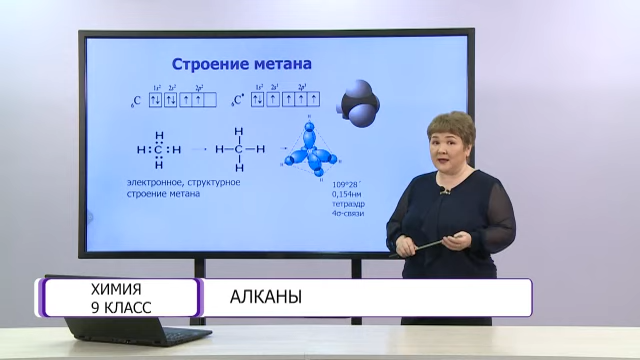 Строение метана
1s² 2s² 2p²
₆C
1s² 2s¹ 2p³
₆C*
H
H : C : H
H
H
H—C—H
H
H
H
H
H
электронное, структурное
строение метана
109°28´
0,154нм
тетраэдр
4σ-связи
ХИМИЯ
9 КЛАСС
АЛКАНЫ